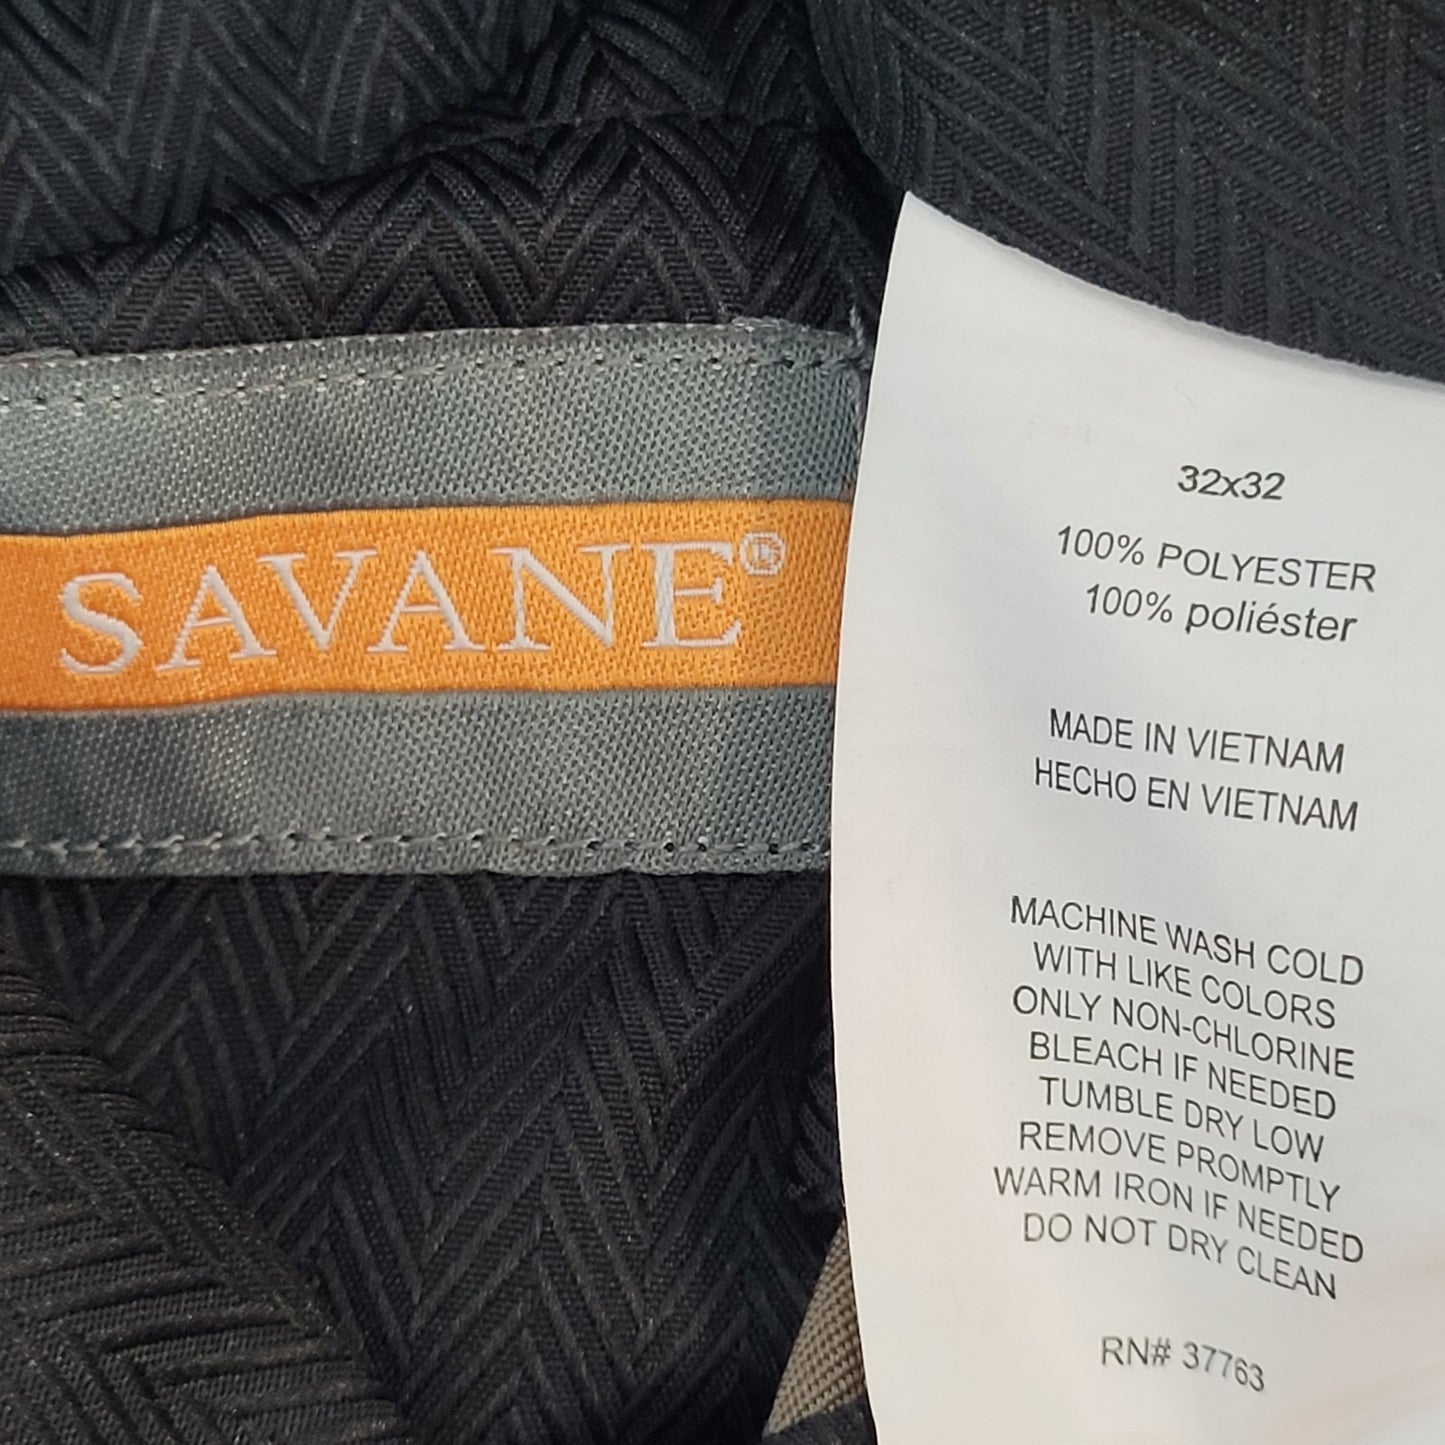 SAVANE®
32x32
100% POLYESTER
100% poliéster
MADE IN VIETNAM
HECHO EN VIETNAM
MACHINE WASH COLD
WITH LIKE COLORS
ONLY NON-CHLORINE
BLEACH IF NEEDED
TUMBLE DRY LOW
REMOVE PROMPTLY
WARM IRON IF NEEDED
DO NOT DRY CLEAN
RN# 37763